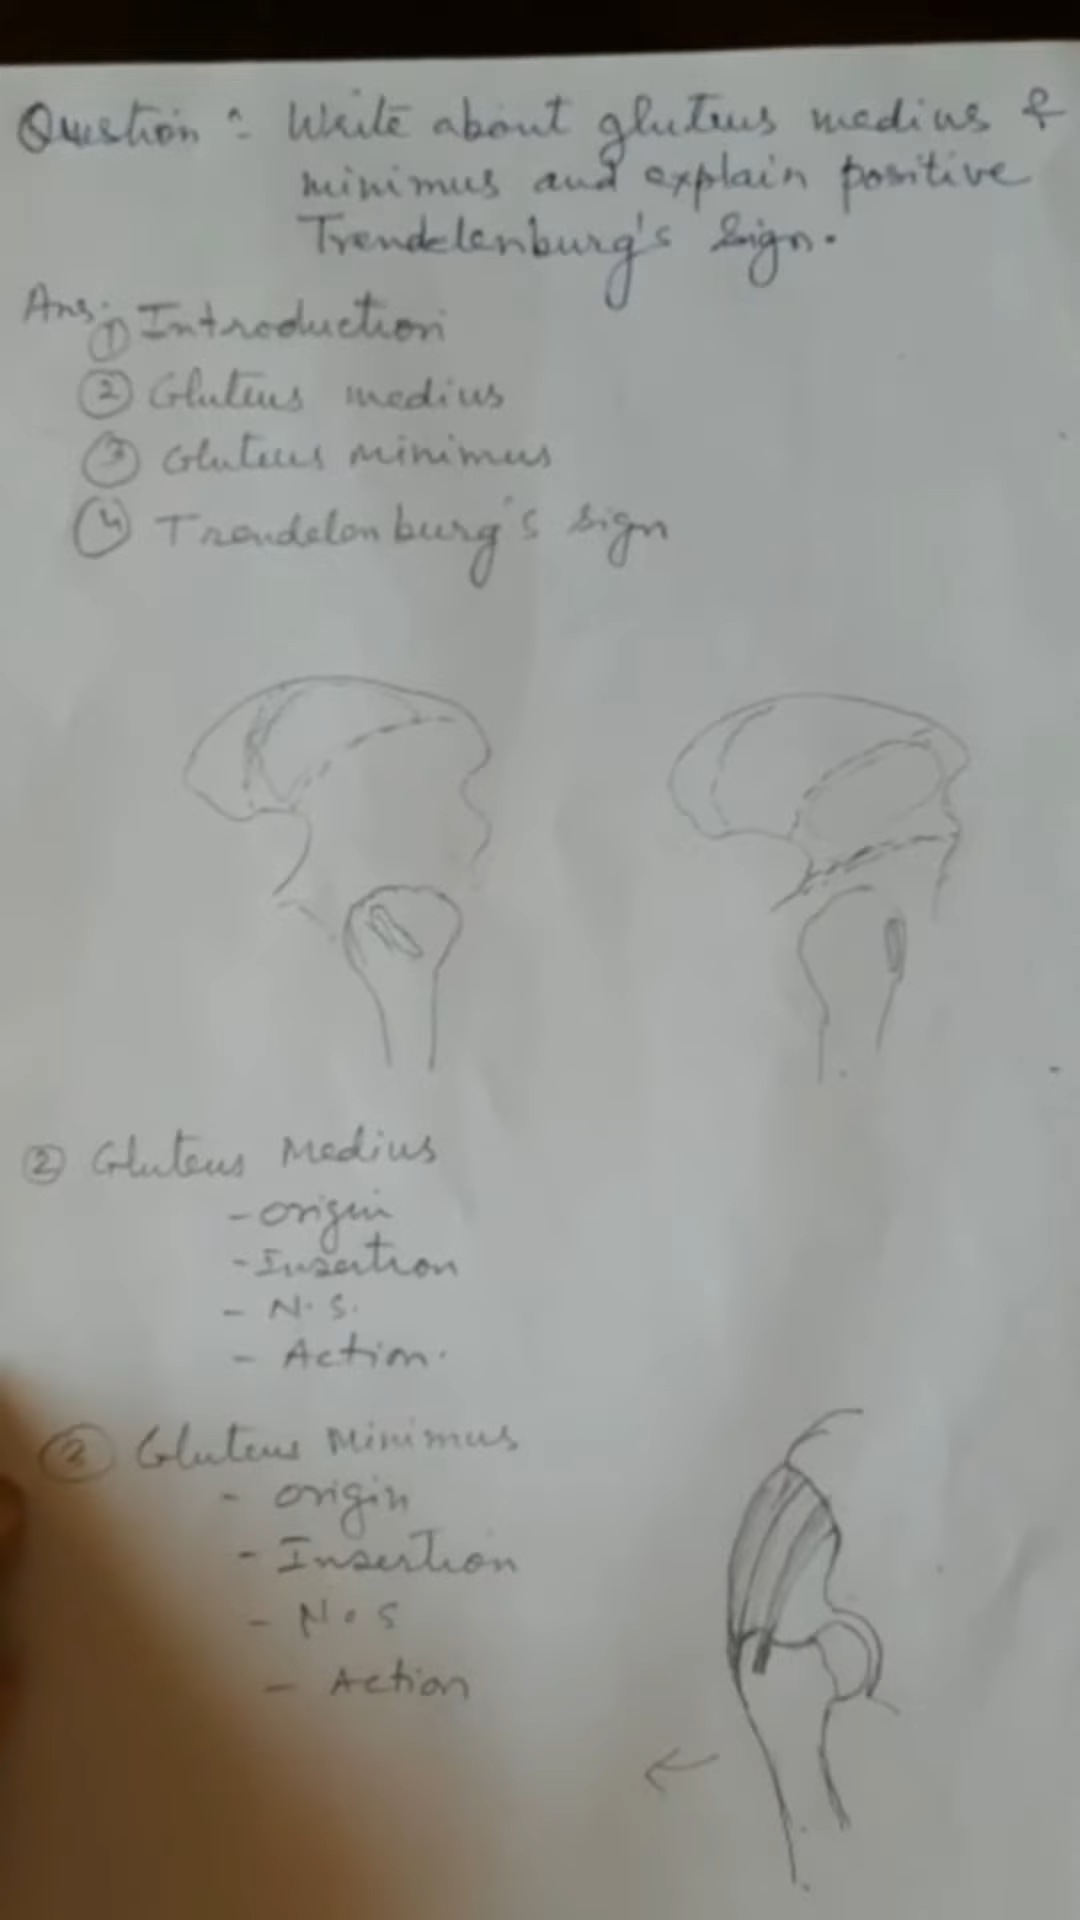 Question :- Write about gluteus medius &
minimus and explain positive
Trendelenburg's Sign.
Ans:
① Introduction
② Gluteus medius
③ Gluteus minimus
④ Trendelenburg's sign
② Gluteus Medius
- origin
- Insertion
- N.S.
- Action.
② Gluteus Minimus
- origin
- Insertion
- N.S
- Action